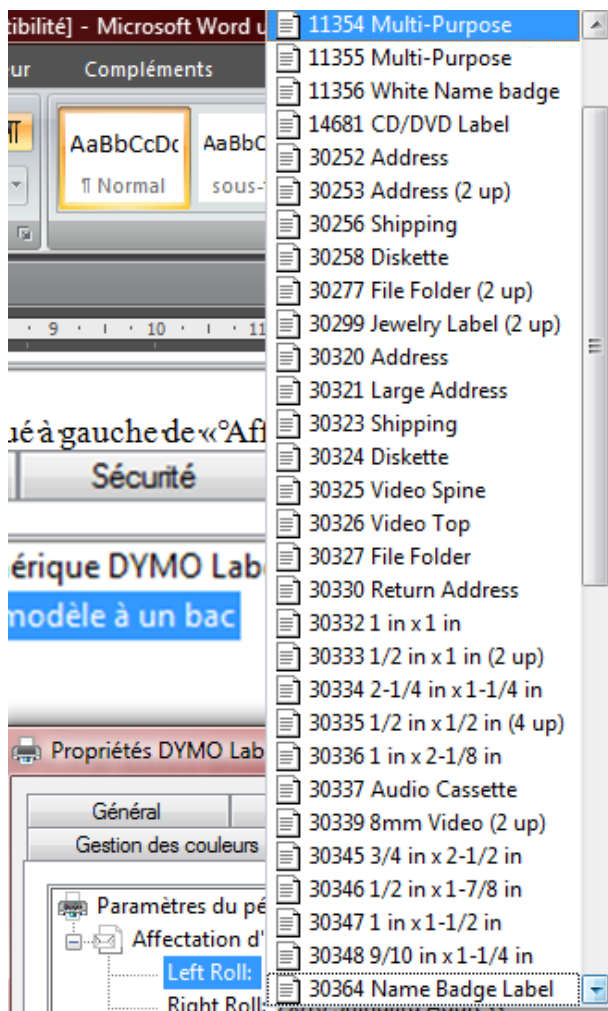 tibilité] - Microsoft Word u
ur Compléments
AaBbCcDc AaBbC
¶ Normal sous-
9 10 11
ué à gauche de «°Aff
Sécurité
érique DYMO Lab
modèle à un bac
Propriétés DYMO Lab
Général
Gestion des couleurs
Paramètres du pé
Affectation d'
Left Roll:
Right Roll:
11354 Multi-Purpose
11355 Multi-Purpose
11356 White Name badge
14681 CD/DVD Label
30252 Address
30253 Address (2 up)
30256 Shipping
30258 Diskette
30277 File Folder (2 up)
30299 Jewelry Label (2 up)
30320 Address
30321 Large Address
30323 Shipping
30324 Diskette
30325 Video Spine
30326 Video Top
30327 File Folder
30330 Return Address
30332 1 in x 1 in
30333 1/2 in x 1 in (2 up)
30334 2-1/4 in x 1-1/4 in
30335 1/2 in x 1/2 in (4 up)
30336 1 in x 2-1/8 in
30337 Audio Cassette
30339 8mm Video (2 up)
30345 3/4 in x 2-1/2 in
30346 1/2 in x 1-7/8 in
30347 1 in x 1-1/2 in
30348 9/10 in x 1-1/4 in
30364 Name Badge Label